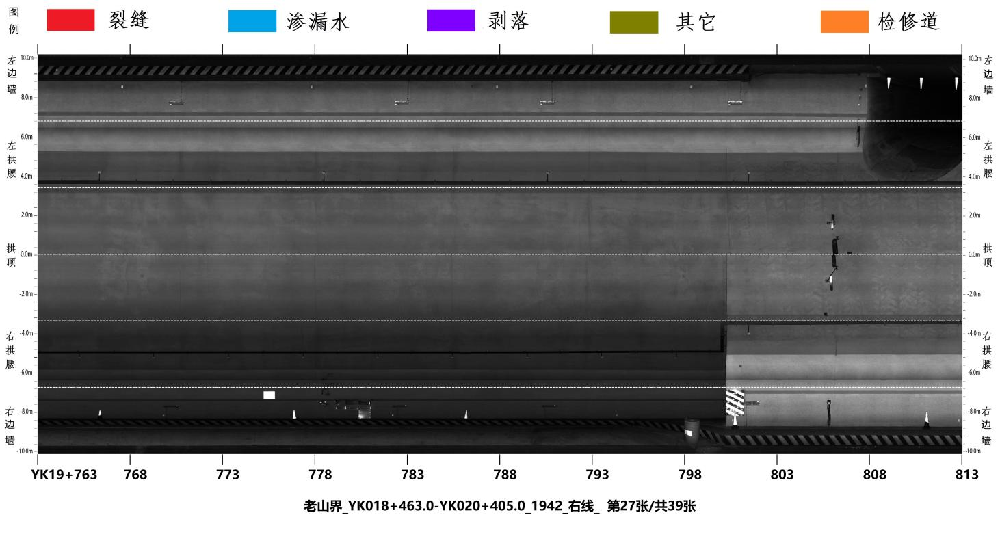 图例 裂缝 渗漏水 剥落 其它 检修道
左边墙 10.0m 10.0m 左边墙
8.0m 8.0m
左拱腰 6.0m 6.0m 左拱腰
4.0m 4.0m
2.0m 2.0m
拱顶 0.0m 0.0m 拱顶
-2.0m -2.0m
右拱腰 -4.0m -4.0m 右拱腰
-6.0m -6.0m
右边墙 -8.0m -8.0m 右边墙
-10.0m -10.0m
YK19+763 768 773 778 783 788 793 798 803 808 813
老山界_YK018+463.0-YK020+405.0_1942_右线_ 第27张/共39张